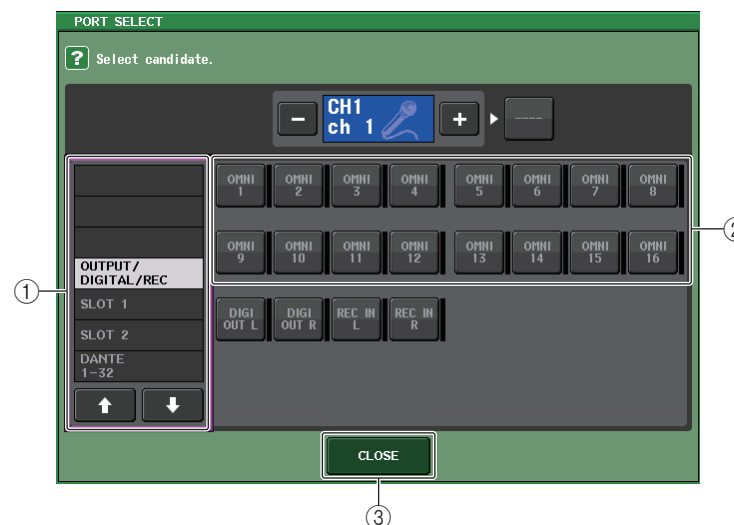 PORT SELECT
? Select candidate.
CH1
ch 1
− + ----
OUTPUT/
DIGITAL/REC
SLOT 1
SLOT 2
DANTE
1-32
OMNI 1 OMNI 2 OMNI 3 OMNI 4 OMNI 5 OMNI 6 OMNI 7 OMNI 8
OMNI 9 OMNI 10 OMNI 11 OMNI 12 OMNI 13 OMNI 14 OMNI 15 OMNI 16
DIGI OUT L DIGI OUT R REC IN L REC IN R
CLOSE
①
②
③